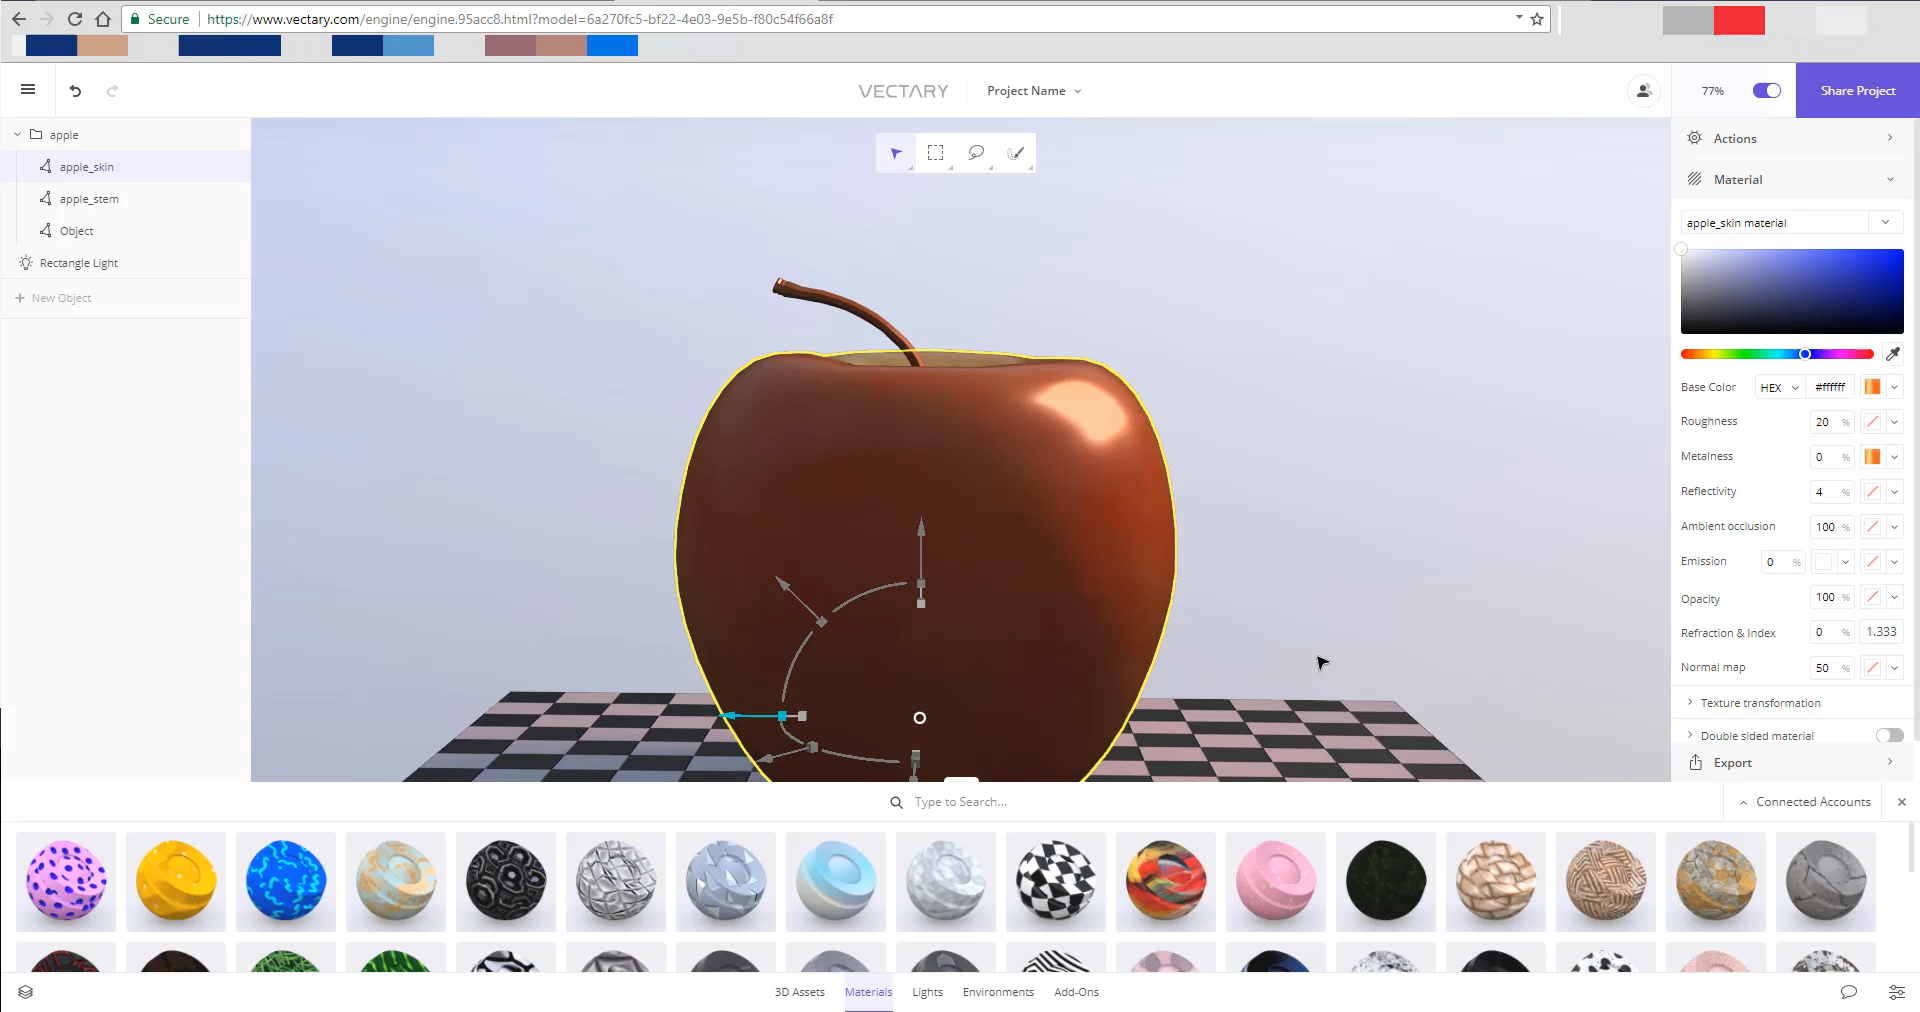 Secure https://www.vectary.com/engine/engine.95acc8.html?model=6a270fc5-bf22-4e03-9e5b-f80c54f66a8f
VECTARY Project Name 77% Share Project
apple
apple_skin
apple_stem
Object
Rectangle Light
+ New Object
Actions
Material
apple_skin material
Base Color HEX #ffffff
Roughness 20 %
Metalness 0 %
Reflectivity 4 %
Ambient occlusion 100 %
Emission 0 %
Opacity 100 %
Refraction & Index 0 % 1.333
Normal map 50 %
Texture transformation
Double sided material
Export
Type to Search...
Connected Accounts
3D Assets Materials Lights Environments Add-Ons